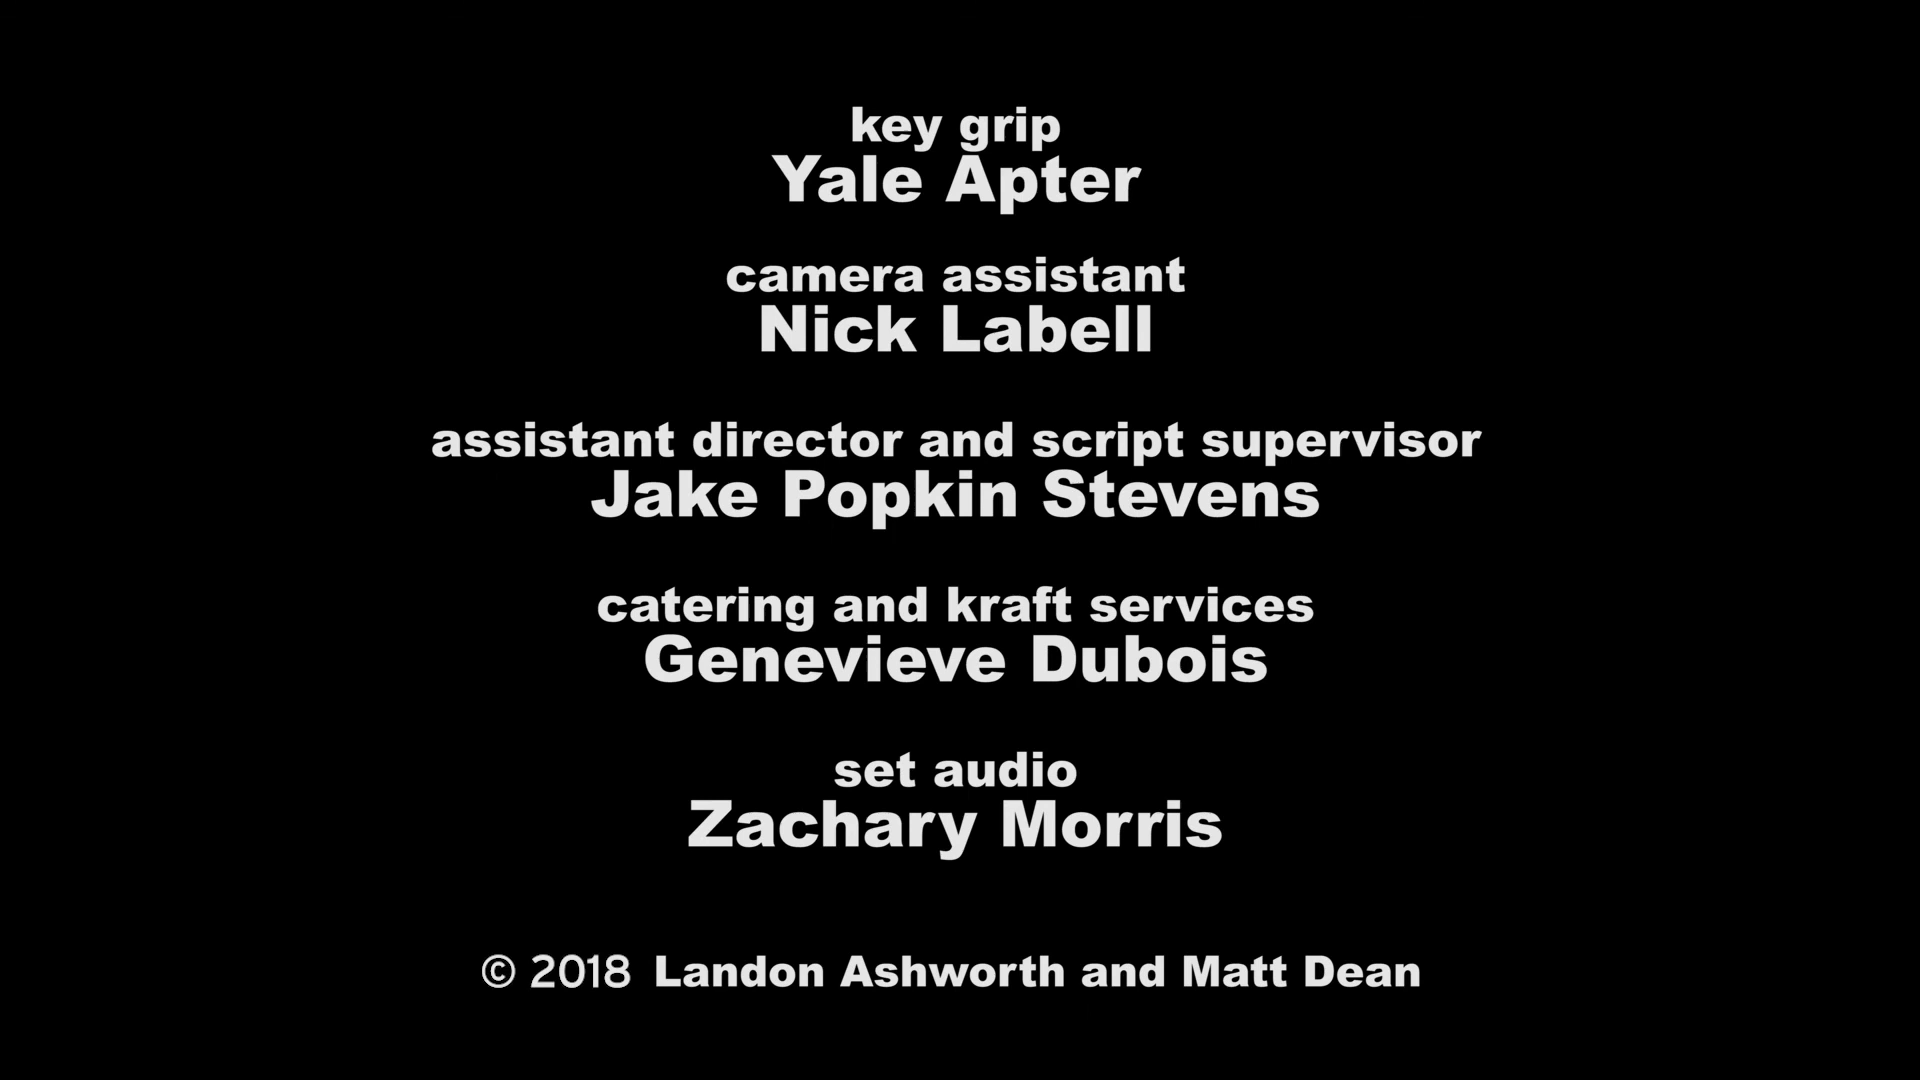 key grip
Yale Apter
camera assistant
Nick Labell
assistant director and script supervisor
Jake Popkin Stevens
catering and kraft services
Genevieve Dubois
set audio
Zachary Morris
© 2018 Landon Ashworth and Matt Dean